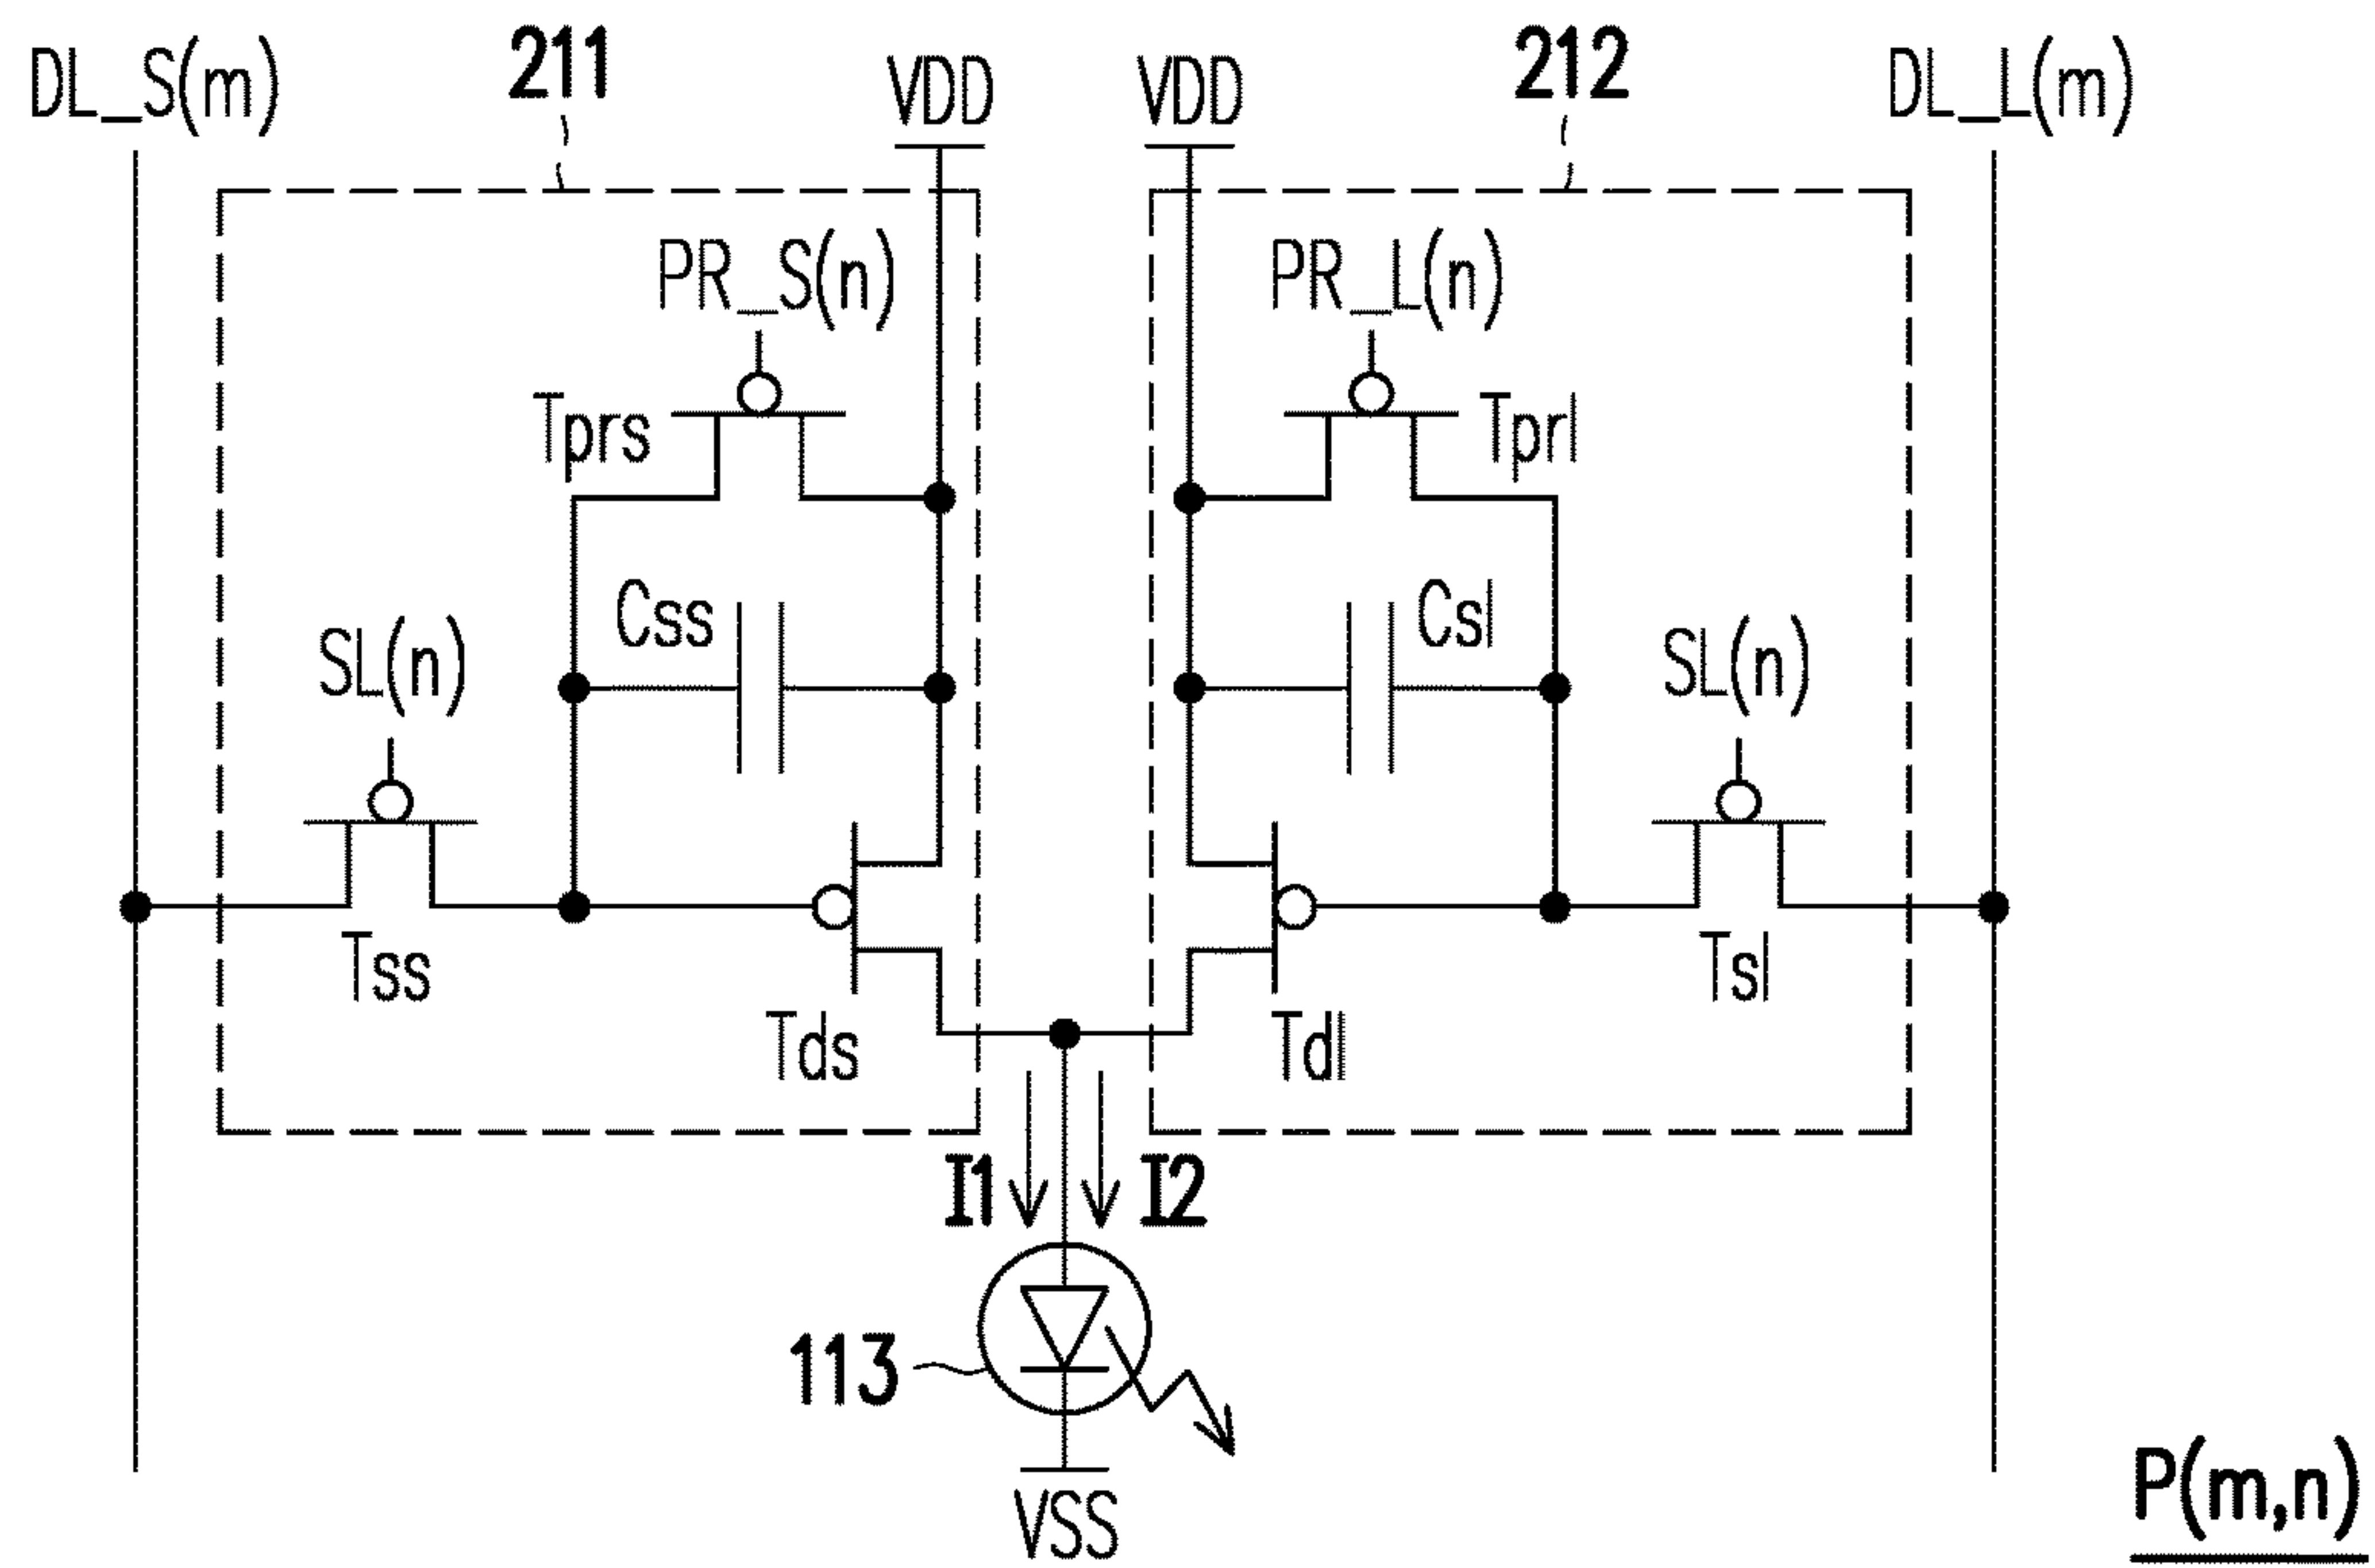 DL_S(m) 211 VDD VDD 212 DL_L(m)
PR_S(n) PR_L(n)
Tprs Tprl
Css Csl
SL(n) SL(n)
Tss Tsl
Tds Tdl
I1 I2
113
VSS
P(m,n)